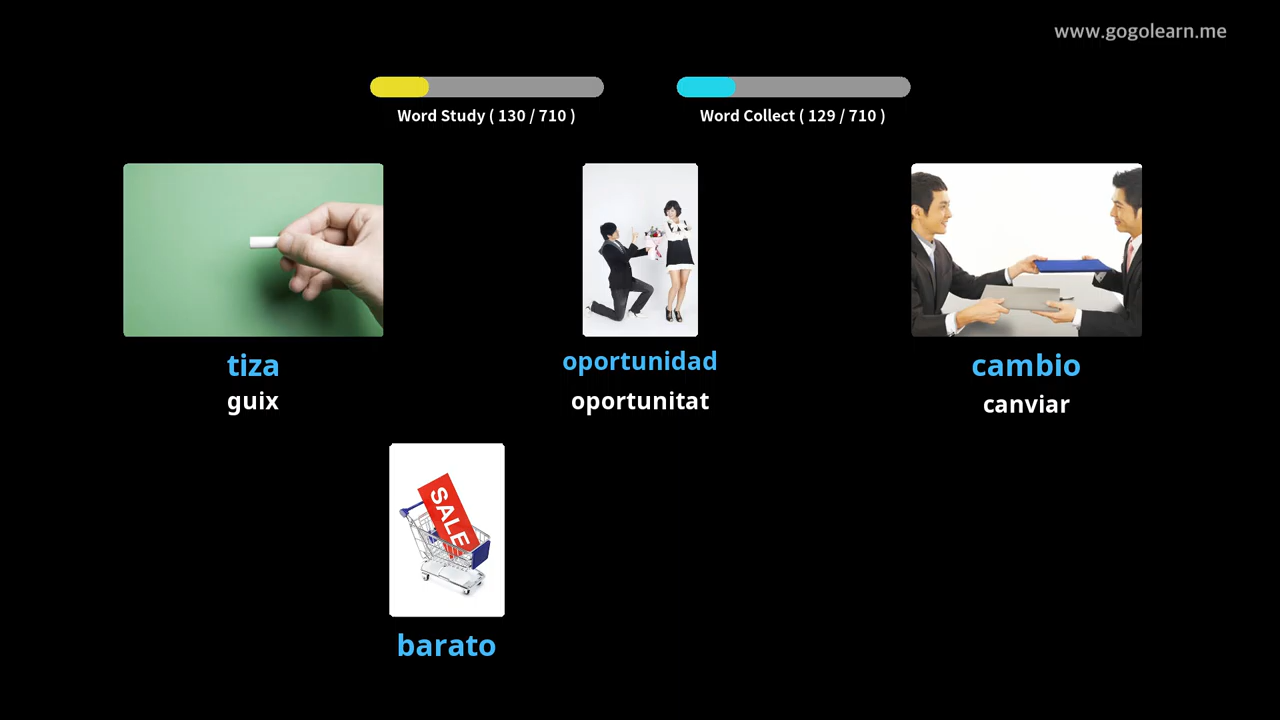 www.gogolearn.me
Word Study ( 130 / 710 )
Word Collect ( 129 / 710 )
tiza
guix
oportunidad
oportunitat
cambio
canviar
SALE
barato